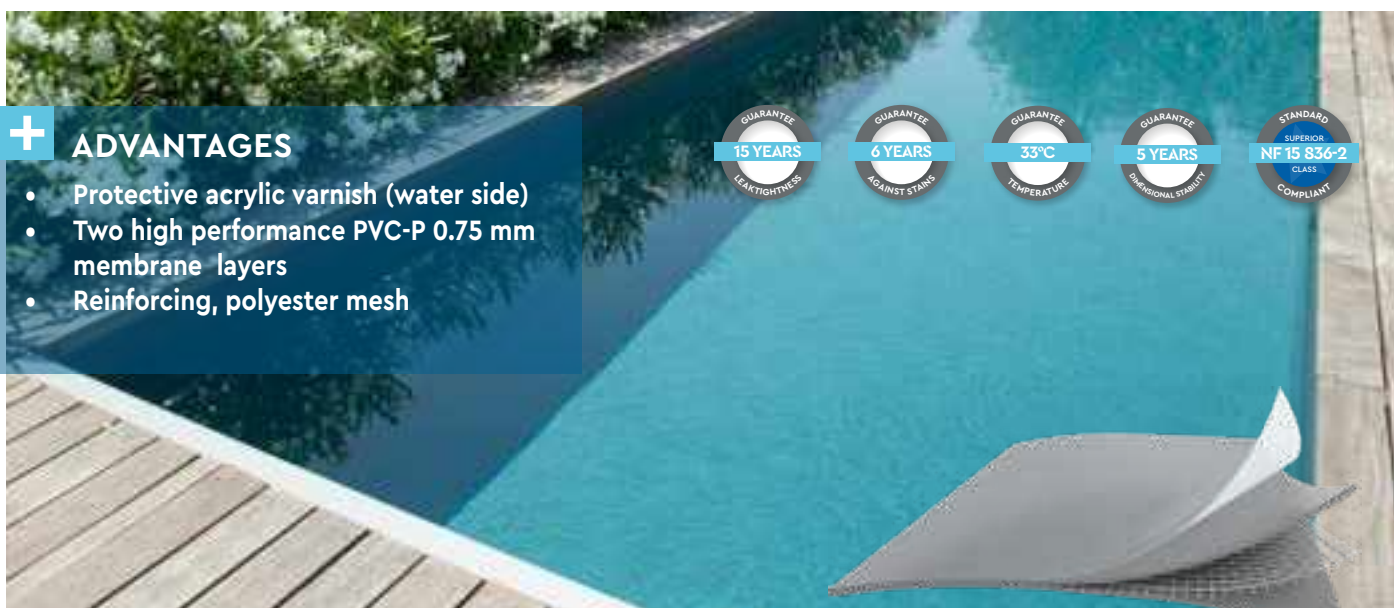 +
ADVANTAGES
• Protective acrylic varnish (water side)
• Two high performance PVC-P 0.75 mm
membrane layers
• Reinforcing, polyester mesh
GUARANTEE
15 YEARS
LEAKTIGHTNESS
GUARANTEE
6 YEARS
AGAINST STAINS
GUARANTEE
33°C
TEMPERATURE
GUARANTEE
5 YEARS
DIMENSIONAL STABILITY
STANDARD
SUPERIOR
NF 15 836-2
CLASS
COMPLIANT